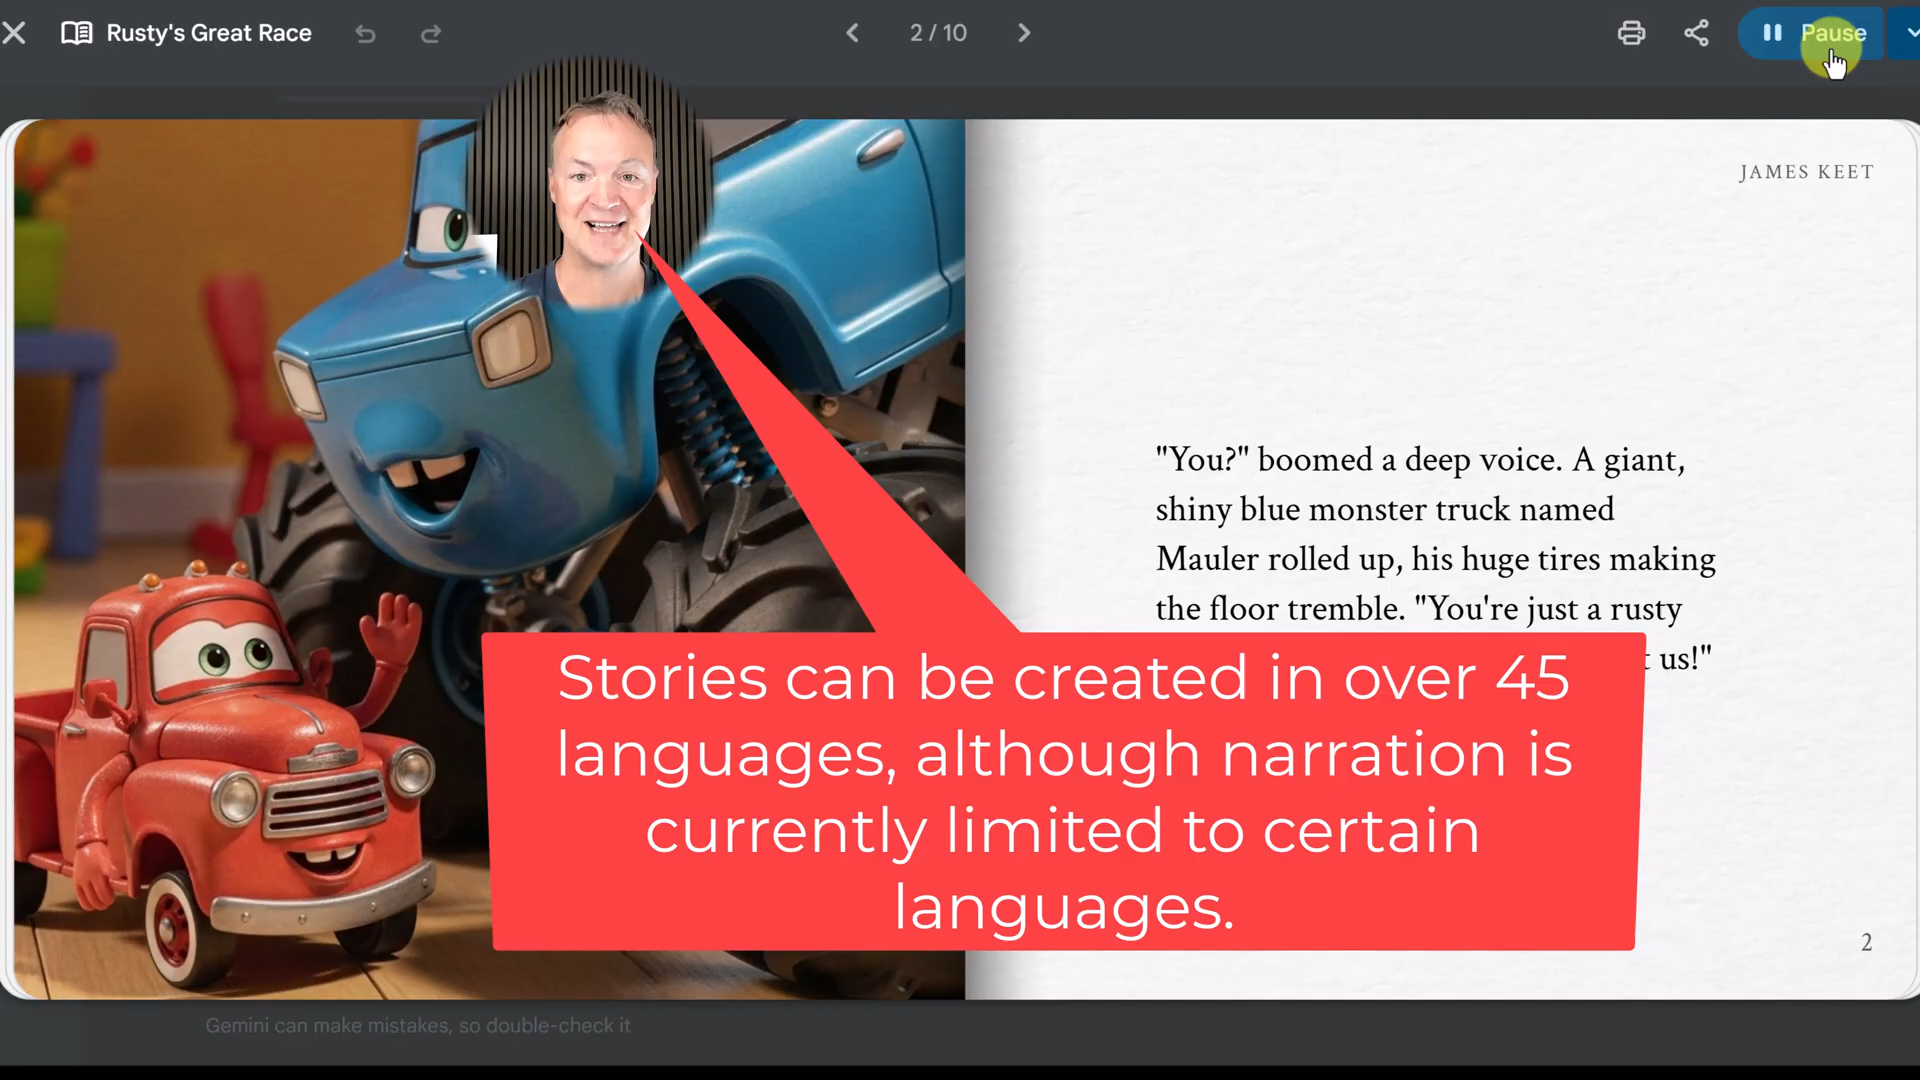 Rusty's Great Race
2 / 10
Pause
JAMES KEET
"You?" boomed a deep voice. A giant,
shiny blue monster truck named
Mauler rolled up, his huge tires making
the floor tremble. "You're just a rusty
us!"
Stories can be created in over 45
languages, although narration is
currently limited to certain
languages.
2
Gemini can make mistakes, so double-check it